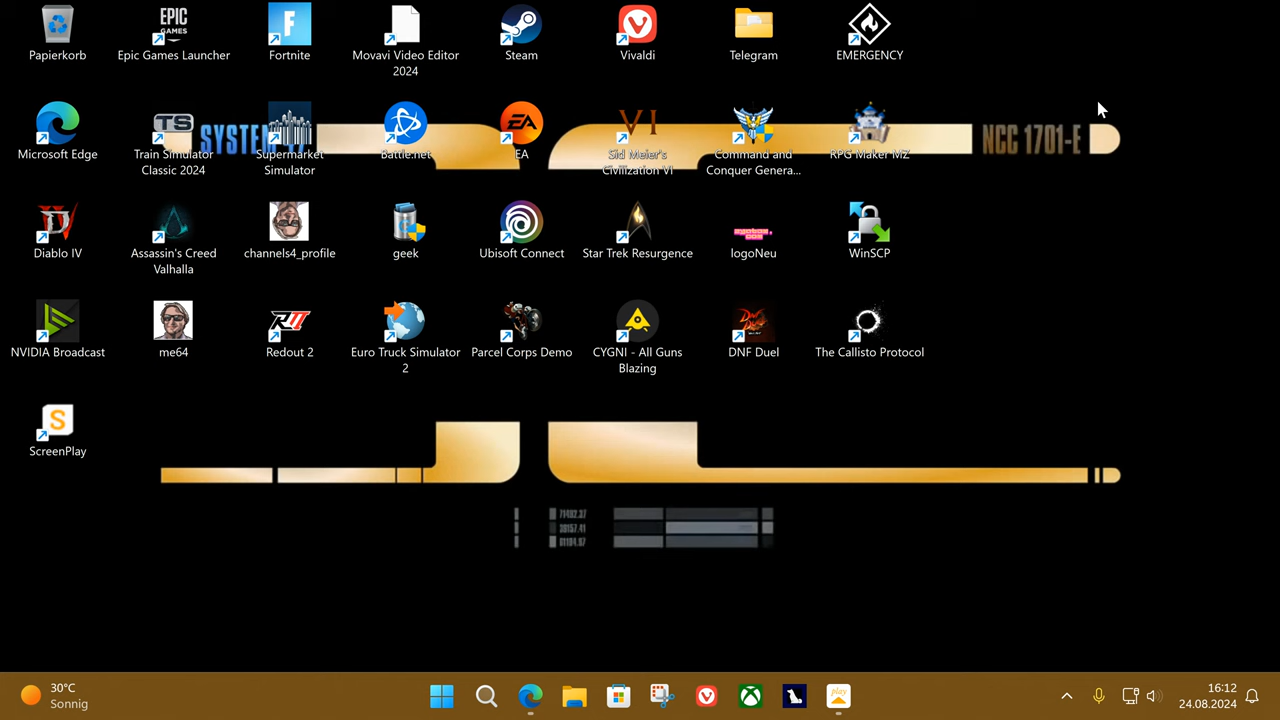 Papierkorb
EPIC
GAMES
Epic Games Launcher
Fortnite
Movavi Video Editor
2024
Steam
Vivaldi
Telegram
EMERGENCY
Microsoft Edge
TS
Train Simulator
Classic 2024
Supermarket
Simulator
Battle.net
EA
EA
VI
Sid Meier's
Civilization VI
Command and
Conquer Genera...
RPG Maker MZ
NCC 1701-E
Diablo IV
Assassin's Creed
Valhalla
channels4_profile
geek
Ubisoft Connect
Star Trek Resurgence
logoNeu
WinSCP
NVIDIA Broadcast
me64
Redout 2
Euro Truck Simulator
2
Parcel Corps Demo
CYGNI - All Guns
Blazing
DNF Duel
The Callisto Protocol
S
ScreenPlay
30°C
Sonnig
play
16:12
24.08.2024